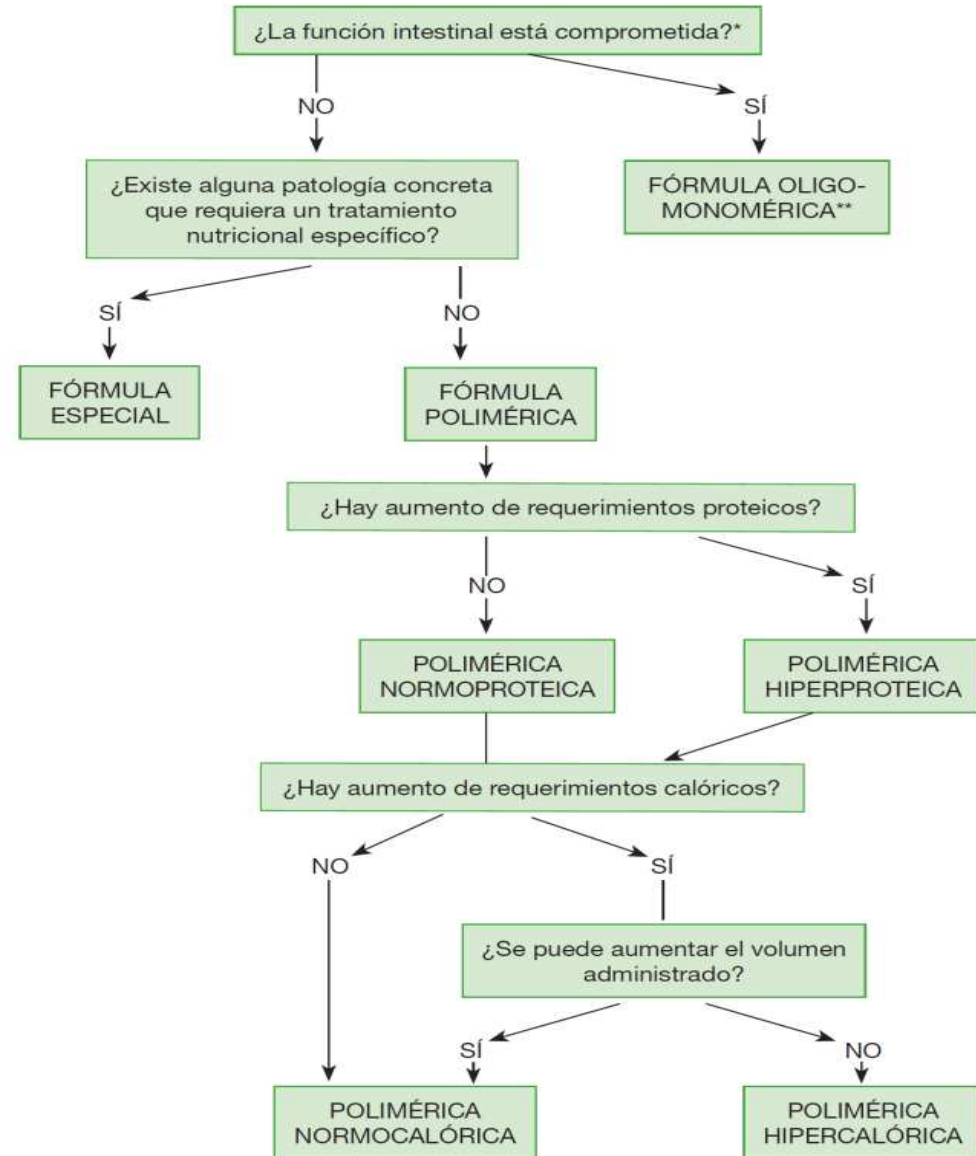 ¿La función intestinal está comprometida?*
NO
SÍ
¿Existe alguna patología concreta
que requiera un tratamiento
nutricional específico?
FÓRMULA OLIGO-
MONOMÉRICA**
SÍ
NO
FÓRMULA
ESPECIAL
FÓRMULA
POLIMÉRICA
¿Hay aumento de requerimientos proteicos?
NO
SÍ
POLIMÉRICA
NORMOPROTEICA
POLIMÉRICA
HIPERPROTEICA
¿Hay aumento de requerimientos calóricos?
NO
SÍ
¿Se puede aumentar el volumen
administrado?
SÍ
NO
POLIMÉRICA
NORMOCALÓRICA
POLIMÉRICA
HIPERCALÓRICA